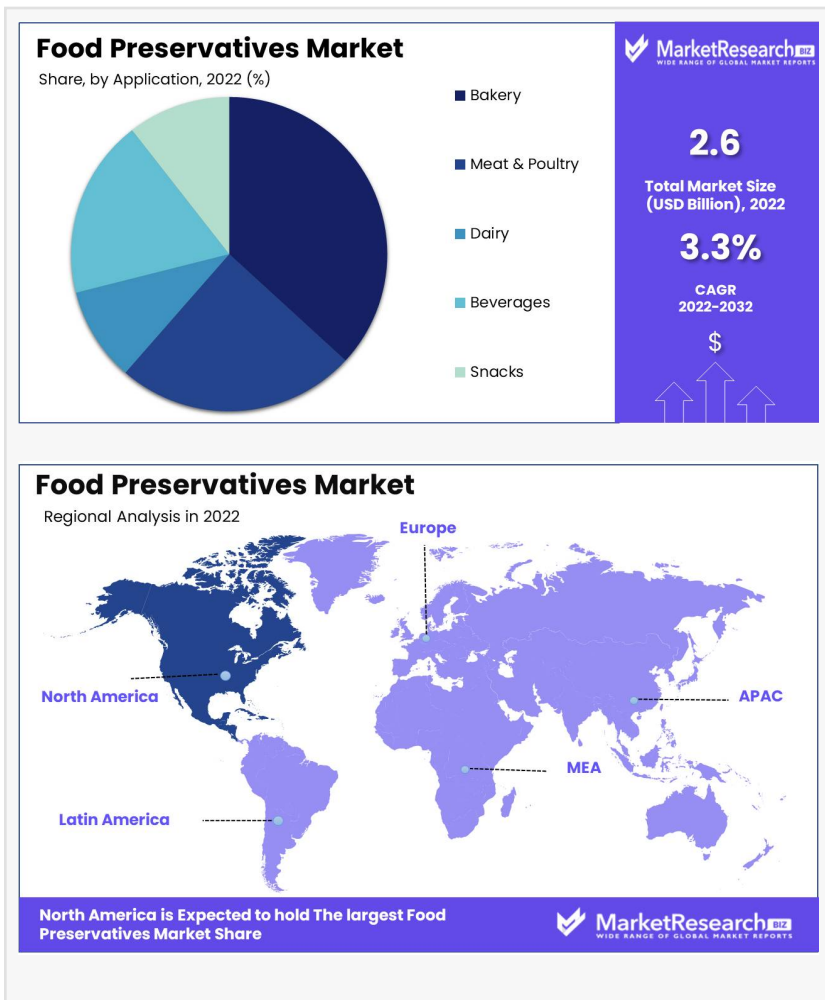 Food Preservatives Market
Share, by Application, 2022 (%)
Bakery
Meat & Poultry
Dairy
Beverages
Snacks
MarketResearch BIZ
WIDE RANGE OF GLOBAL MARKET REPORTS
2.6
Total Market Size
(USD Billion), 2022
3.3%
CAGR
2022-2032
$
Food Preservatives Market
Regional Analysis in 2022
Europe
North America
APAC
MEA
Latin America
North America is Expected to hold The largest Food
Preservatives Market Share
MarketResearch BIZ
WIDE RANGE OF GLOBAL MARKET REPORTS